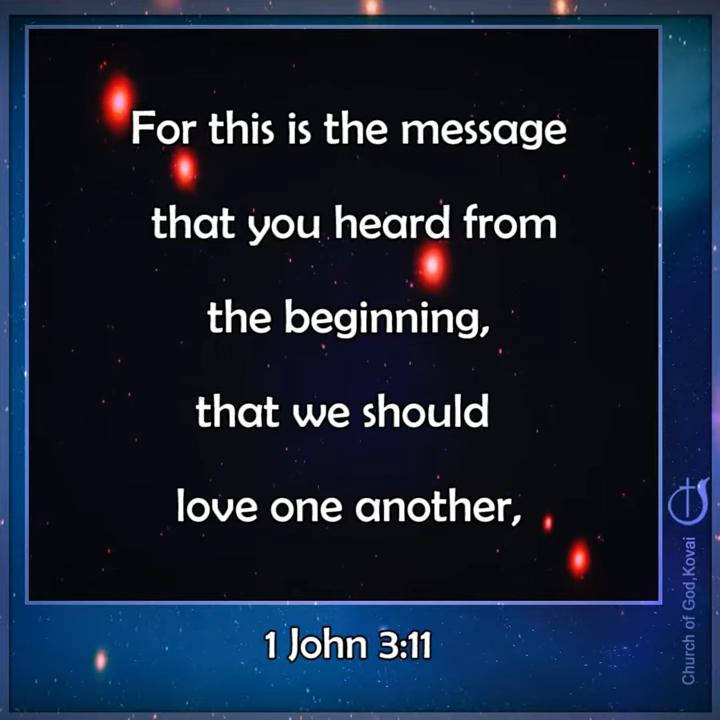 For this is the message
that you heard from
the beginning,
that we should
love one another,
1 John 3:11
Church of God,Kovai